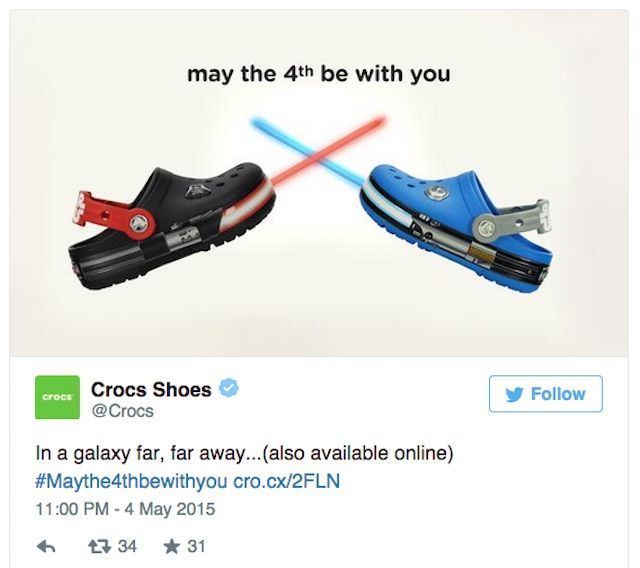 may the 4th be with you
crocs
Crocs Shoes
@Crocs
Follow
In a galaxy far, far away...(also available online)
#Maythe4thbewithyou cro.cx/2FLN
11:00 PM - 4 May 2015
34
31